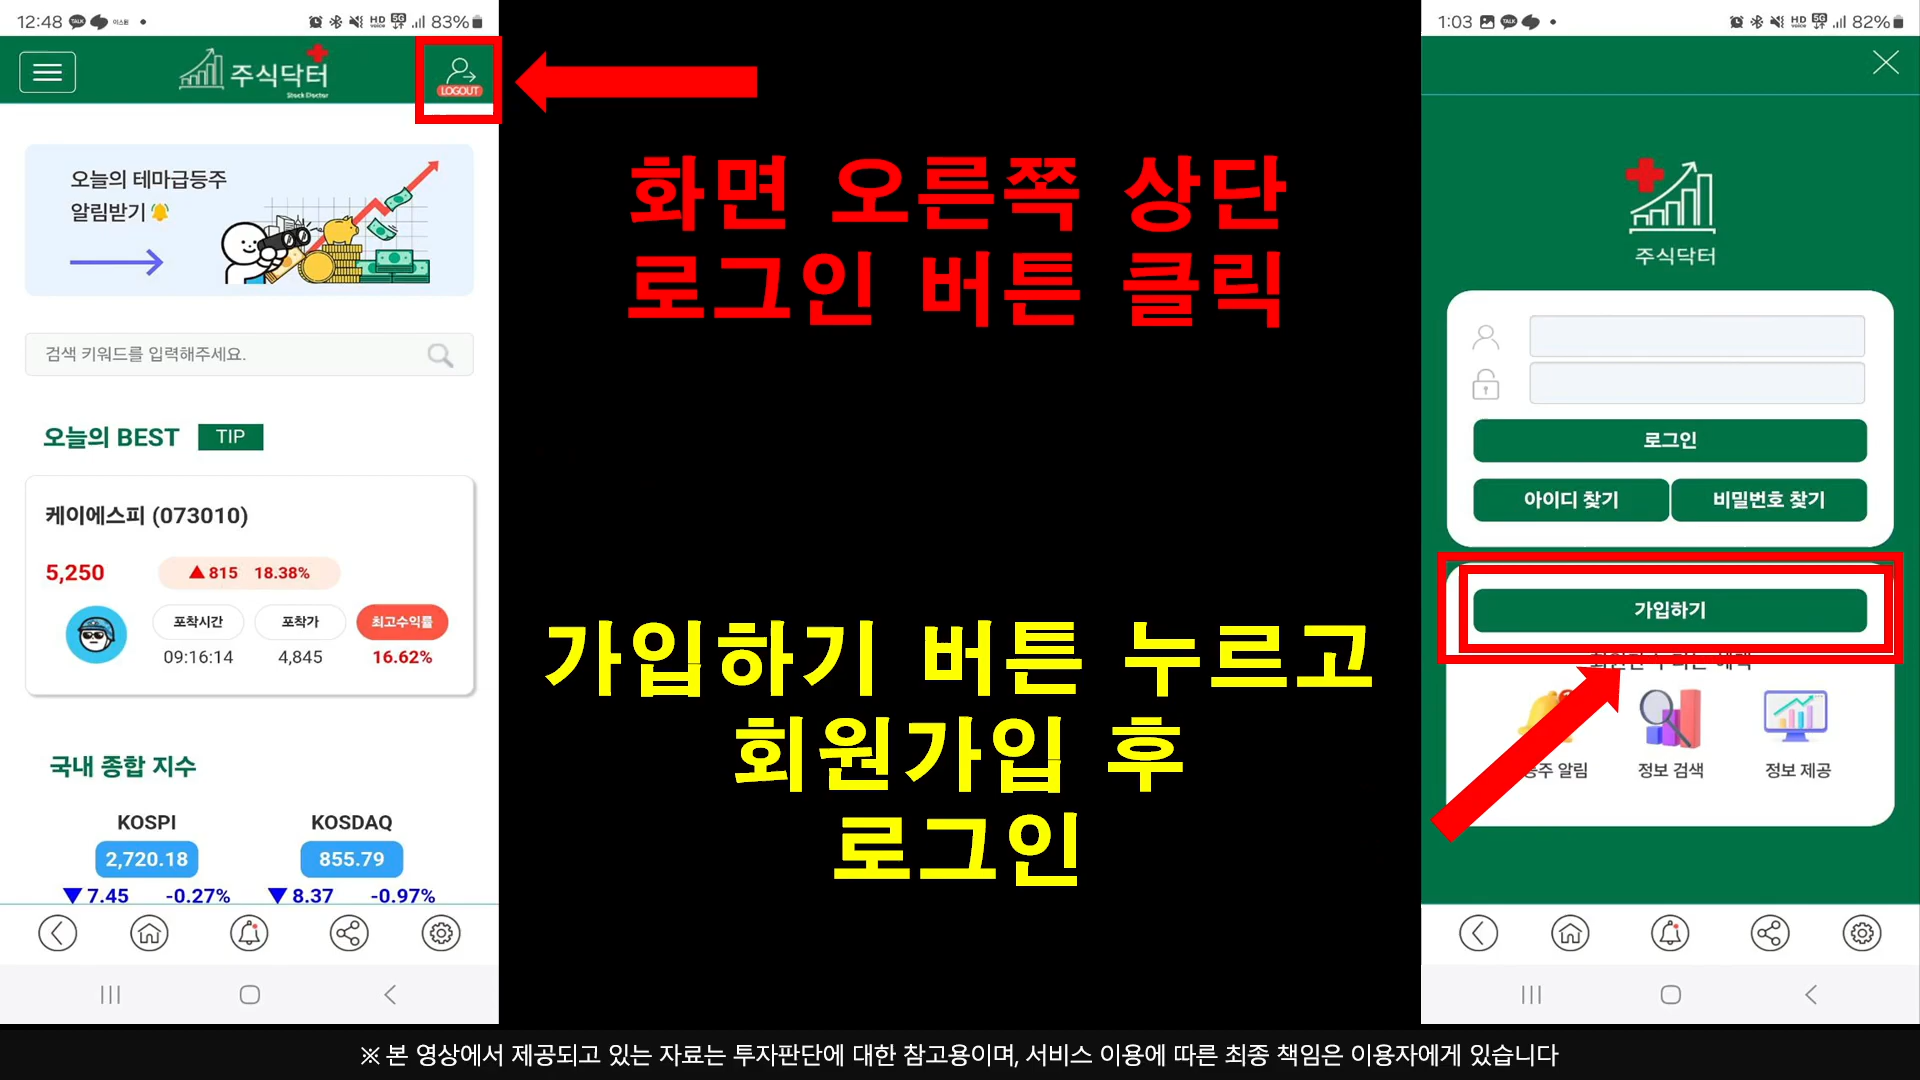 12:48
HD VOICE 5G 83%
주식닥터
Stock Doctor
LOGOUT
오늘의 테마급등주
알림받기
검색 키워드를 입력해주세요.
오늘의 BEST TIP
케이에스피 (073010)
5,250 ▲815 18.38%
포착시간 포착가 최고수익률
09:16:14 4,845 16.62%
국내 종합 지수
KOSPI KOSDAQ
2,720.18 855.79
▼7.45 -0.27% ▼8.37 -0.97%
화면 오른쪽 상단
로그인 버튼 클릭
가입하기 버튼 누르고
회원가입 후
로그인
1:03
HD VOICE 5G 82%
주식닥터
로그인
아이디 찾기 비밀번호 찾기
가입하기
주 알림 정보 검색 정보 제공
※ 본 영상에서 제공되고 있는 자료는 투자판단에 대한 참고용이며, 서비스 이용에 따른 최종 책임은 이용자에게 있습니다